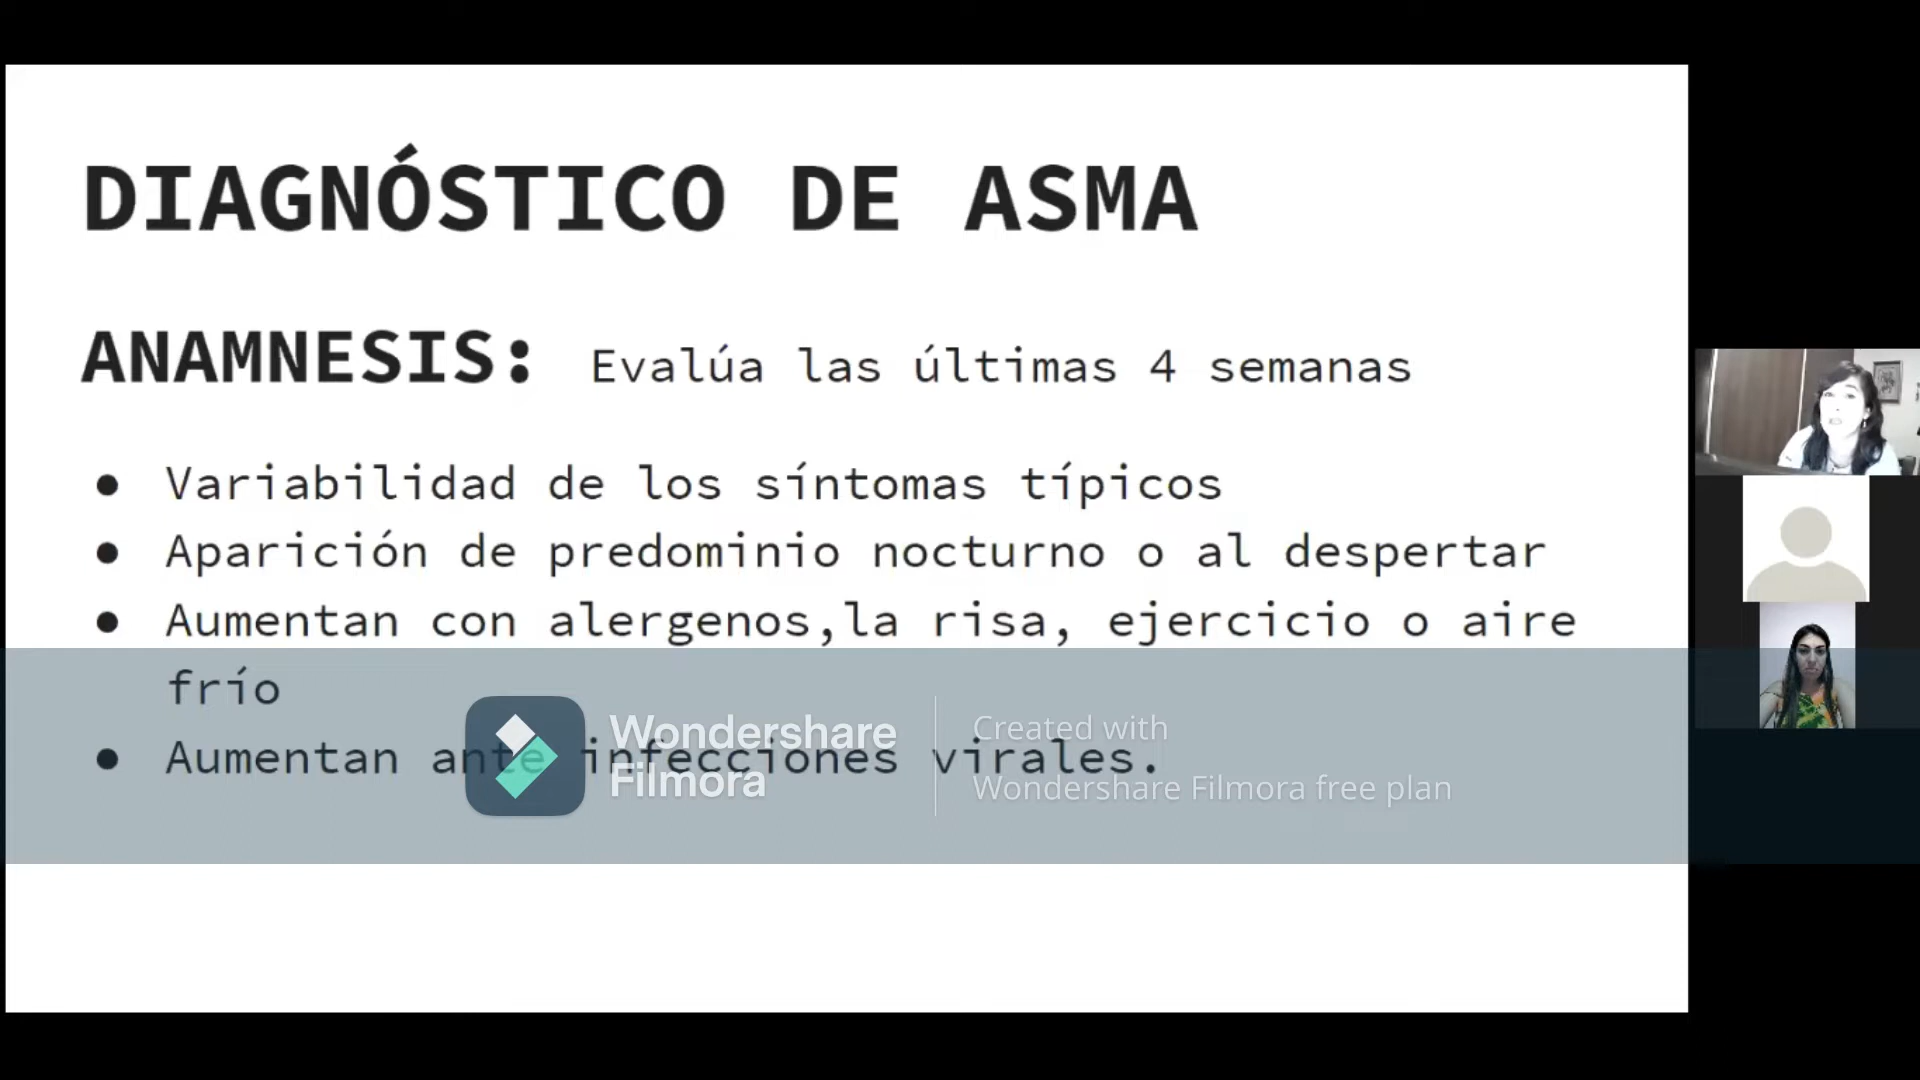 DIAGNÓSTICO DE ASMA
ANAMNESIS: Evalúa las últimas 4 semanas
● Variabilidad de los síntomas típicos
● Aparición de predominio nocturno o al despertar
● Aumentan con alergenos,la risa, ejercicio o aire
frío
● Aumentan ante infecciones virales.
Wondershare
Filmora
Created with
Wondershare Filmora free plan